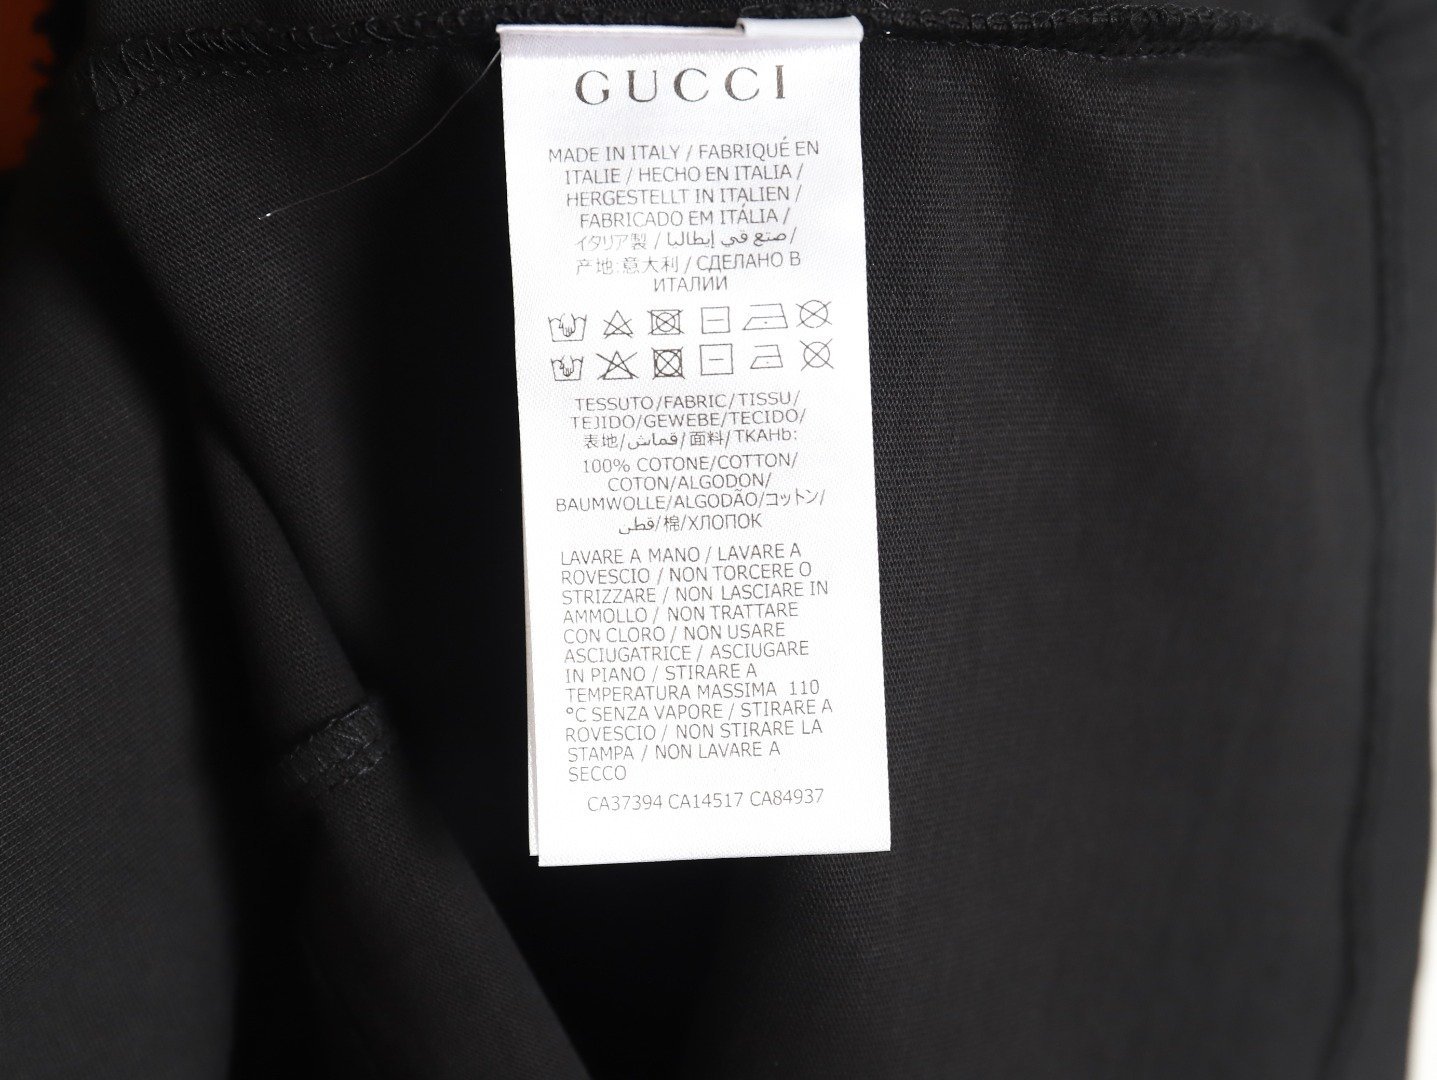 GUCCI
MADE IN ITALY / FABRIQUÉ EN
ITALIE / HECHO EN ITALIA /
HERGESTELLT IN ITALIEN /
FABRICADO EM ITÁLIA /
イタリア製 / صنع في إيطاليا /
产地:意大利 / СДЕЛАНО В
ИТАЛИИ
TESSUTO/FABRIC/TISSU/
TEJIDO/GEWEBE/TECIDO/
表地/قماش/面料/TKAHb:
100% COTONE/COTTON/
COTON/ALGODON/
BAUMWOLLE/ALGODÃO/コットン/
قطن/棉/ХЛОПОК
LAVARE A MANO / LAVARE A
ROVESCIO / NON TORCERE O
STRIZZARE / NON LASCIARE IN
AMMOLLO / NON TRATTARE
CON CLORO / NON USARE
ASCIUGATRICE / ASCIUGARE
IN PIANO / STIRARE A
TEMPERATURA MASSIMA 110
°C SENZA VAPORE / STIRARE A
ROVESCIO / NON STIRARE LA
STAMPA / NON LAVARE A
SECCO
CA37394 CA14517 CA84937